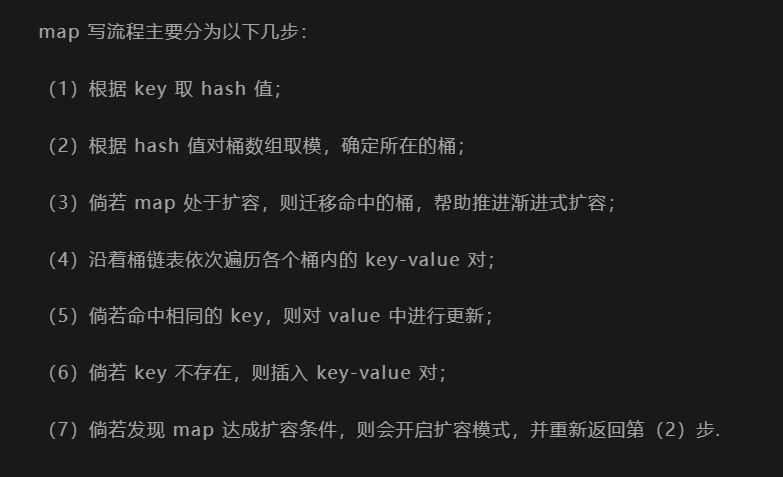 map 写流程主要分为以下几步：
（1）根据 key 取 hash 值；
（2）根据 hash 值对桶数组取模，确定所在的桶；
（3）倘若 map 处于扩容，则迁移命中的桶，帮助推进渐进式扩容；
（4）沿着桶链表依次遍历各个桶内的 key-value 对；
（5）倘若命中相同的 key，则对 value 中进行更新；
（6）倘若 key 不存在，则插入 key-value 对；
（7）倘若发现 map 达成扩容条件，则会开启扩容模式，并重新返回第（2）步.